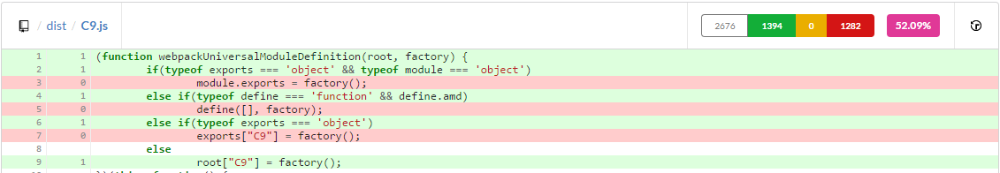 / dist / C9.js 2676 1394 0 1282 52.09%
1 1 (function webpackUniversalModuleDefinition(root, factory) {
2 1 if(typeof exports === 'object' && typeof module === 'object')
3 0 module.exports = factory();
4 1 else if(typeof define === 'function' && define.amd)
5 0 define([], factory);
6 1 else if(typeof exports === 'object')
7 0 exports["C9"] = factory();
8 else
9 1 root["C9"] = factory();